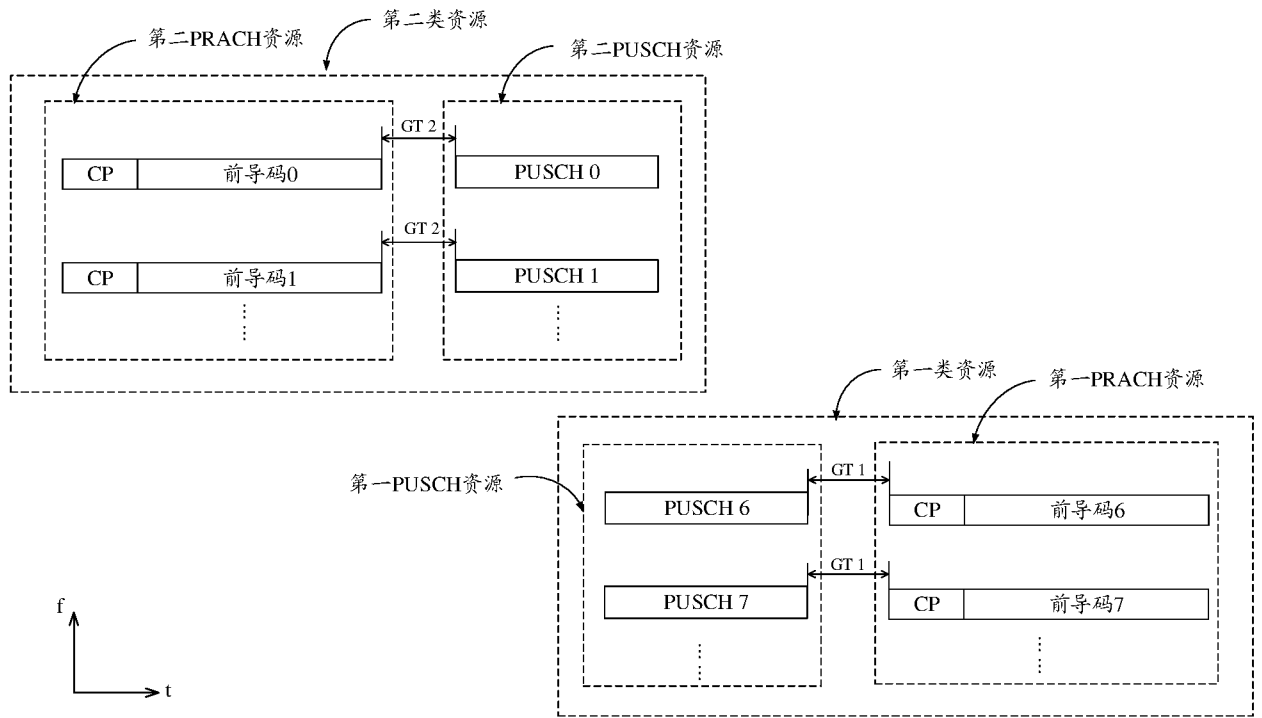 第二类资源
第二PRACH资源
第二PUSCH资源
GT 2
CP
前导码0
PUSCH 0
GT 2
CP
前导码1
PUSCH 1
第一类资源
第一PRACH资源
第一PUSCH资源
GT 1
PUSCH 6
CP
前导码6
GT 1
PUSCH 7
CP
前导码7
f
t